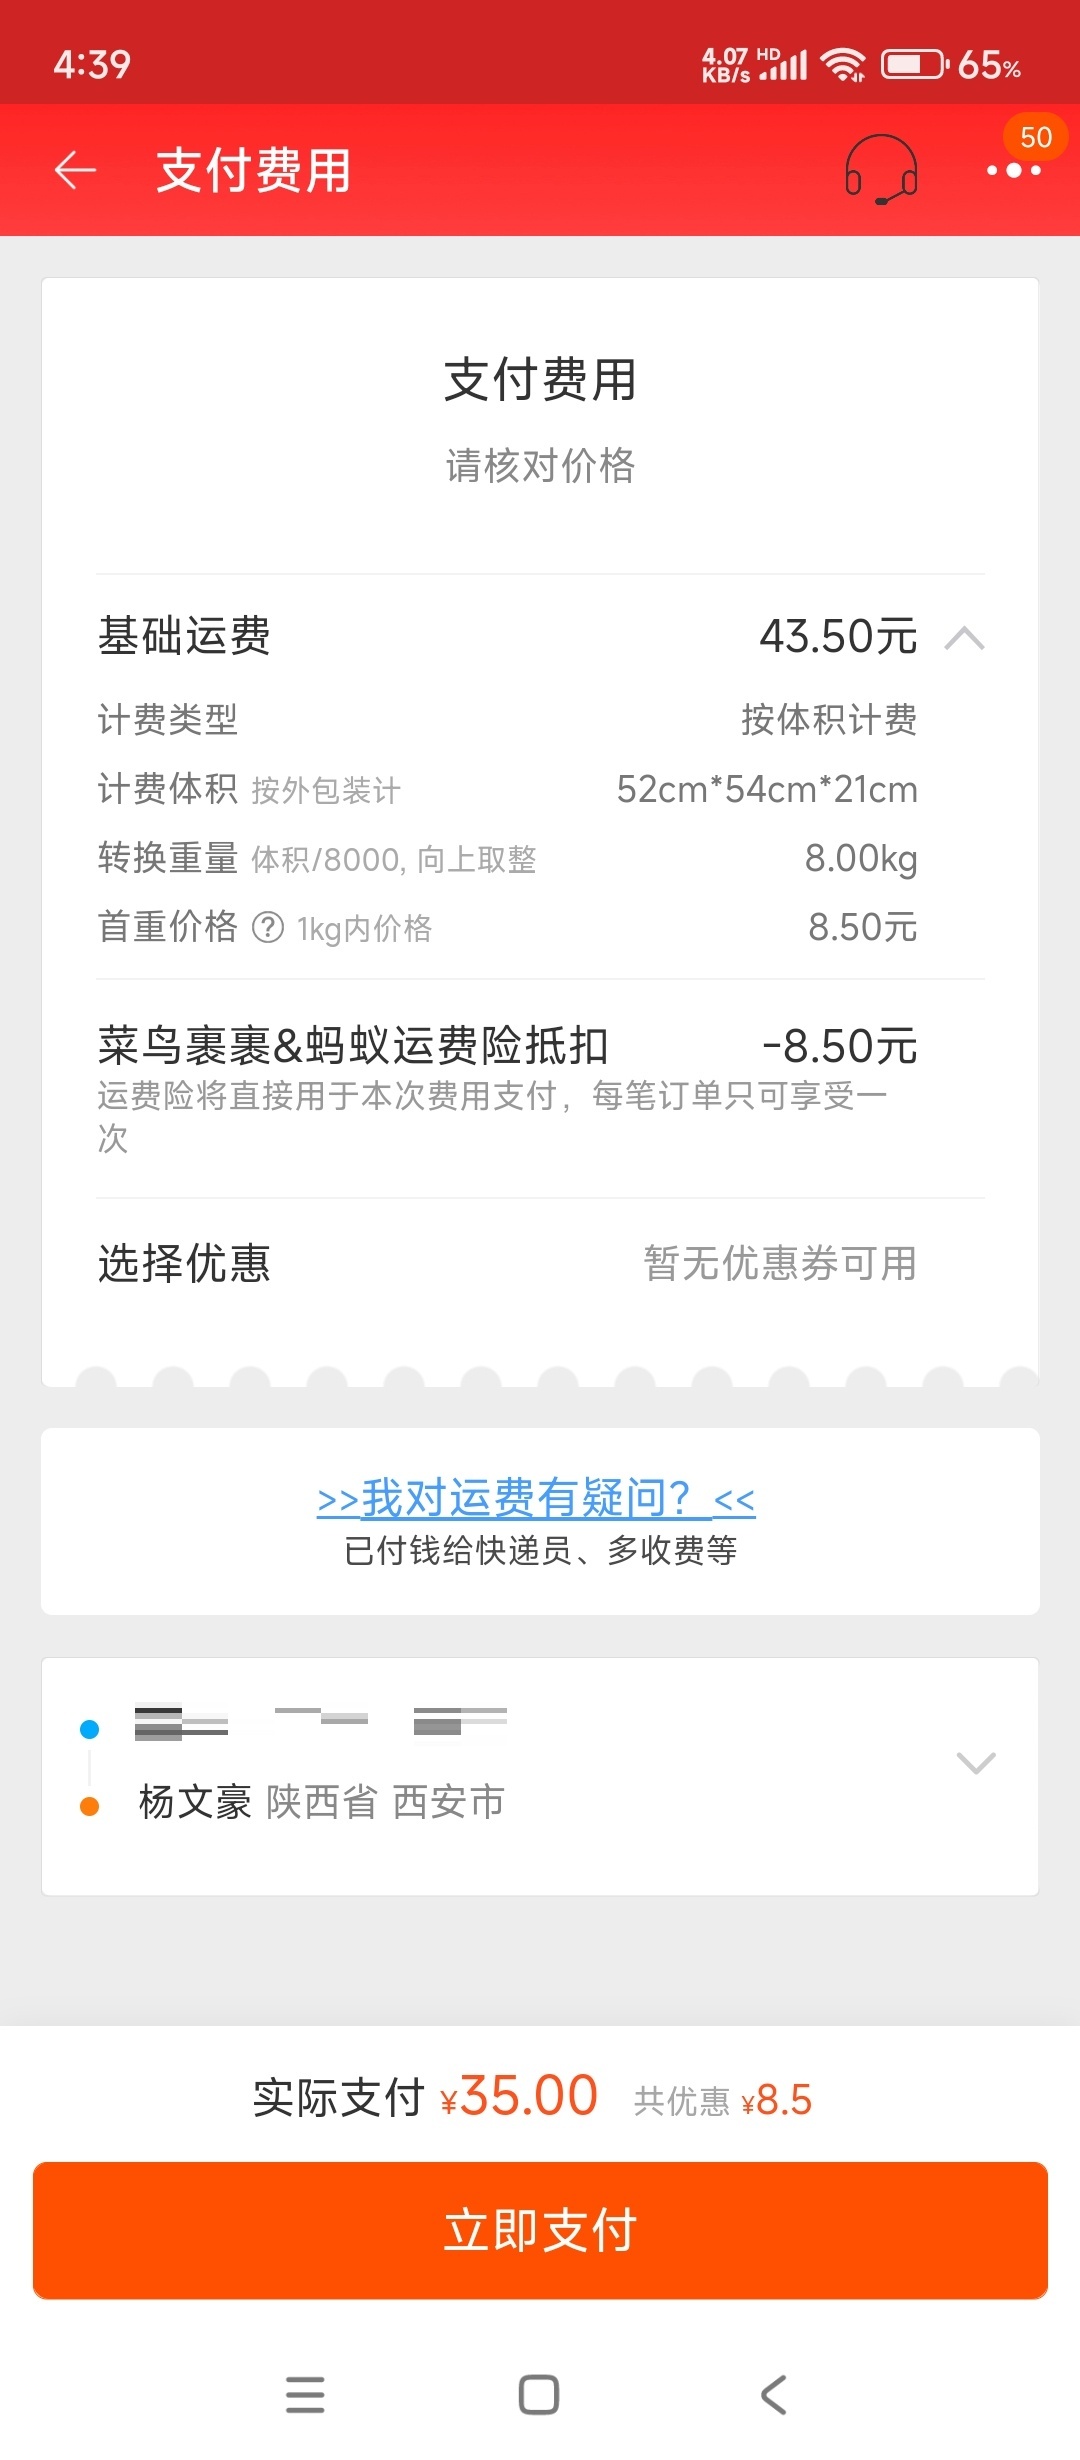 4:39
4.07 KB/s HD 65%
支付费用
50
支付费用
请核对价格
基础运费 43.50元
计费类型 按体积计费
计费体积 按外包装计 52cm*54cm*21cm
转换重量 体积/8000, 向上取整 8.00kg
首重价格 ? 1kg内价格 8.50元
菜鸟裹裹&蚂蚁运费险抵扣 -8.50元
运费险将直接用于本次费用支付，每笔订单只可享受一
次
选择优惠 暂无优惠券可用
>>我对运费有疑问？<<
已付钱给快递员、多收费等
杨文豪 陕西省 西安市
实际支付 ¥35.00 共优惠 ¥8.5
立即支付